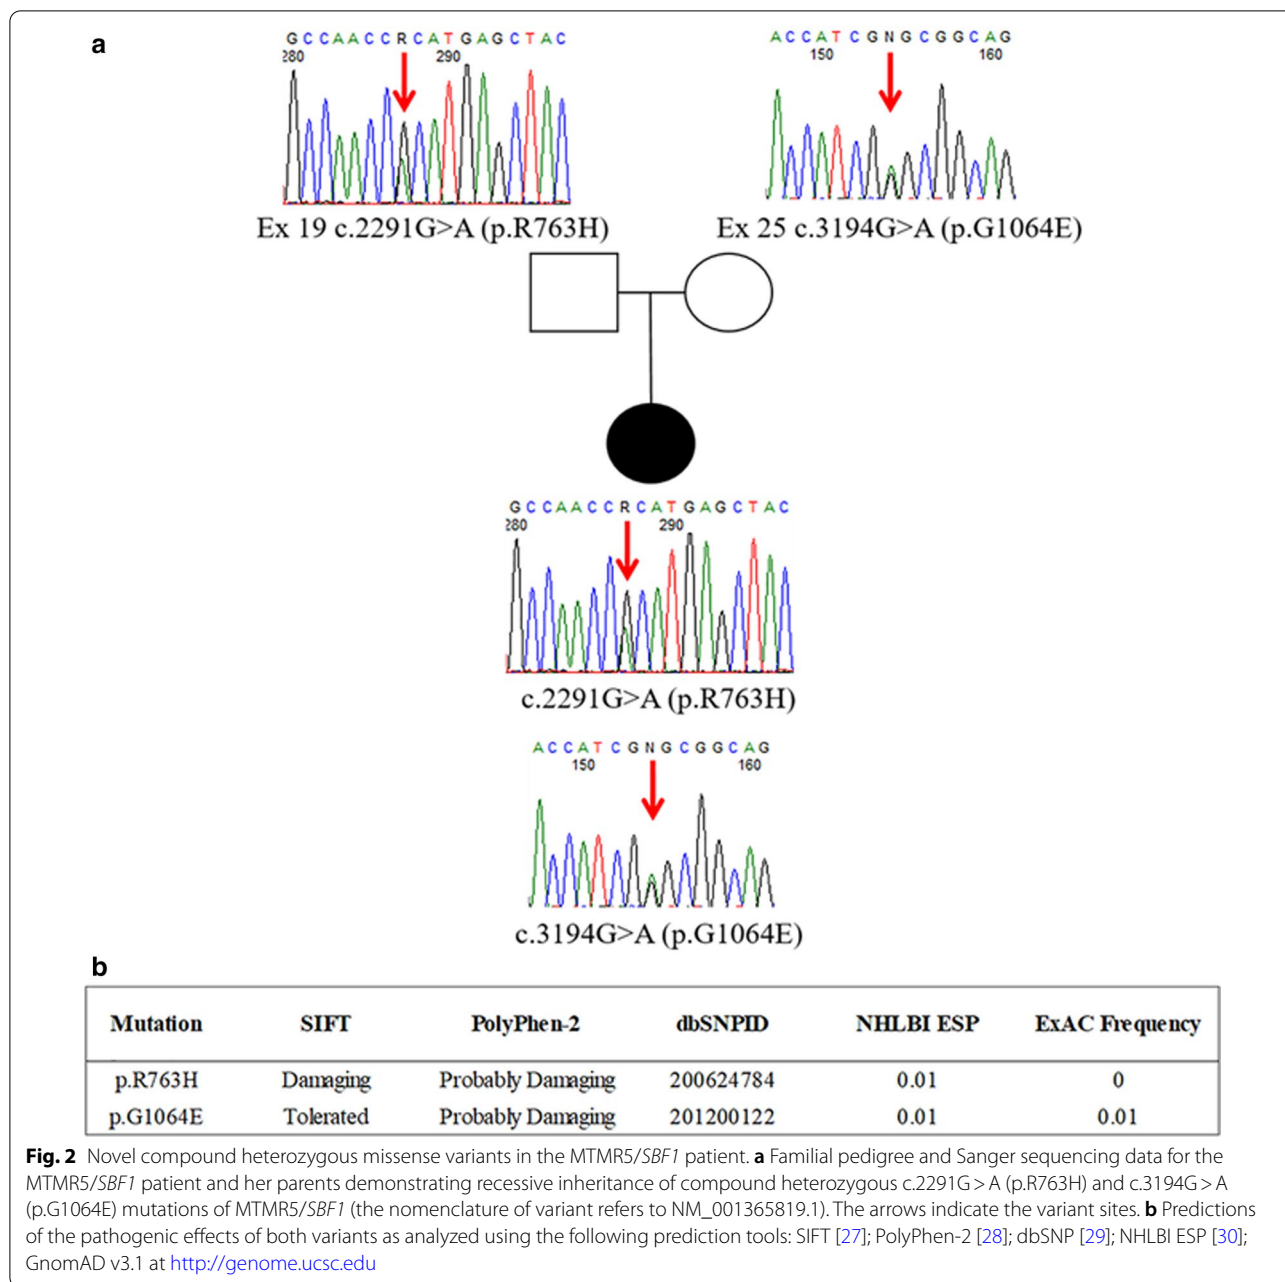 a
GCCAACCRCATGAGCTAC
280 290
ACCATCGNGCGGCAG
150 160
Ex 19 c.2291G>A (p.R763H)
Ex 25 c.3194G>A (p.G1064E)
GCCAACCRCATGAGCTAC
280 290
c.2291G>A (p.R763H)
ACCATCGNGCGGCAG
150 160
c.3194G>A (p.G1064E)
b
Mutation SIFT PolyPhen-2 dbSNPID NHLBI ESP ExAC Frequency
p.R763H Damaging Probably Damaging 200624784 0.01 0
p.G1064E Tolerated Probably Damaging 201200122 0.01 0.01
Fig. 2 Novel compound heterozygous missense variants in the MTMR5/SBF1 patient. a Familial pedigree and Sanger sequencing data for the
MTMR5/SBF1 patient and her parents demonstrating recessive inheritance of compound heterozygous c.2291G > A (p.R763H) and c.3194G > A
(p.G1064E) mutations of MTMR5/SBF1 (the nomenclature of variant refers to NM_001365819.1). The arrows indicate the variant sites. b Predictions
of the pathogenic effects of both variants as analyzed using the following prediction tools: SIFT [27]; PolyPhen-2 [28]; dbSNP [29]; NHLBI ESP [30];
GnomAD v3.1 at http://genome.ucsc.edu